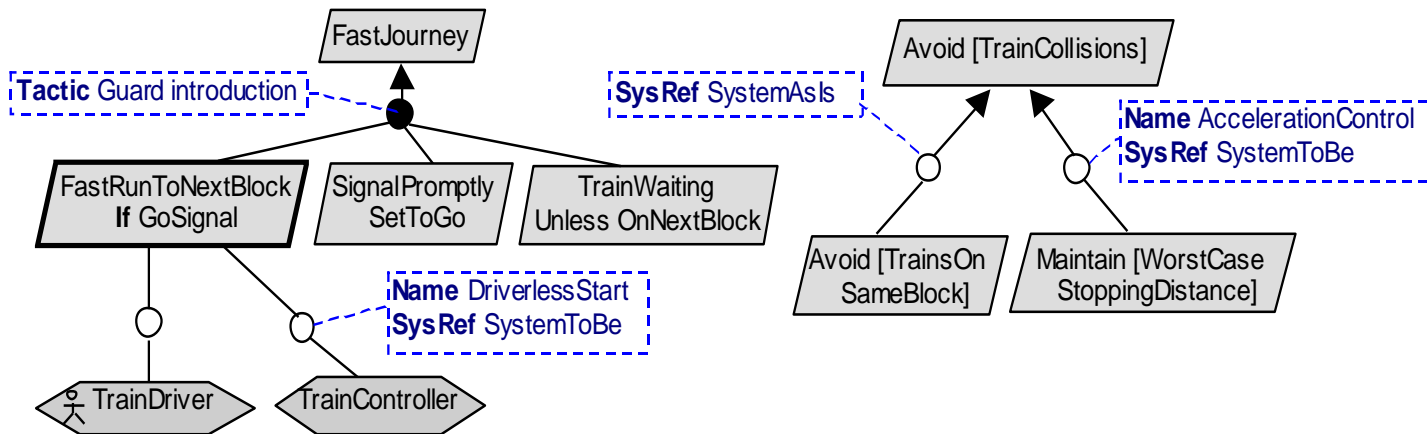 FastJourney
Tactic Guard introduction
FastRunToNextBlock
If GoSignal
SignalPromptly
SetToGo
TrainWaiting
Unless OnNextBlock
Name DriverlessStart
SysRef SystemToBe
TrainDriver
TrainController
Avoid [TrainCollisions]
SysRef SystemAsIs
Name AccelerationControl
SysRef SystemToBe
Avoid [TrainsOn
SameBlock]
Maintain [WorstCase
StoppingDistance]